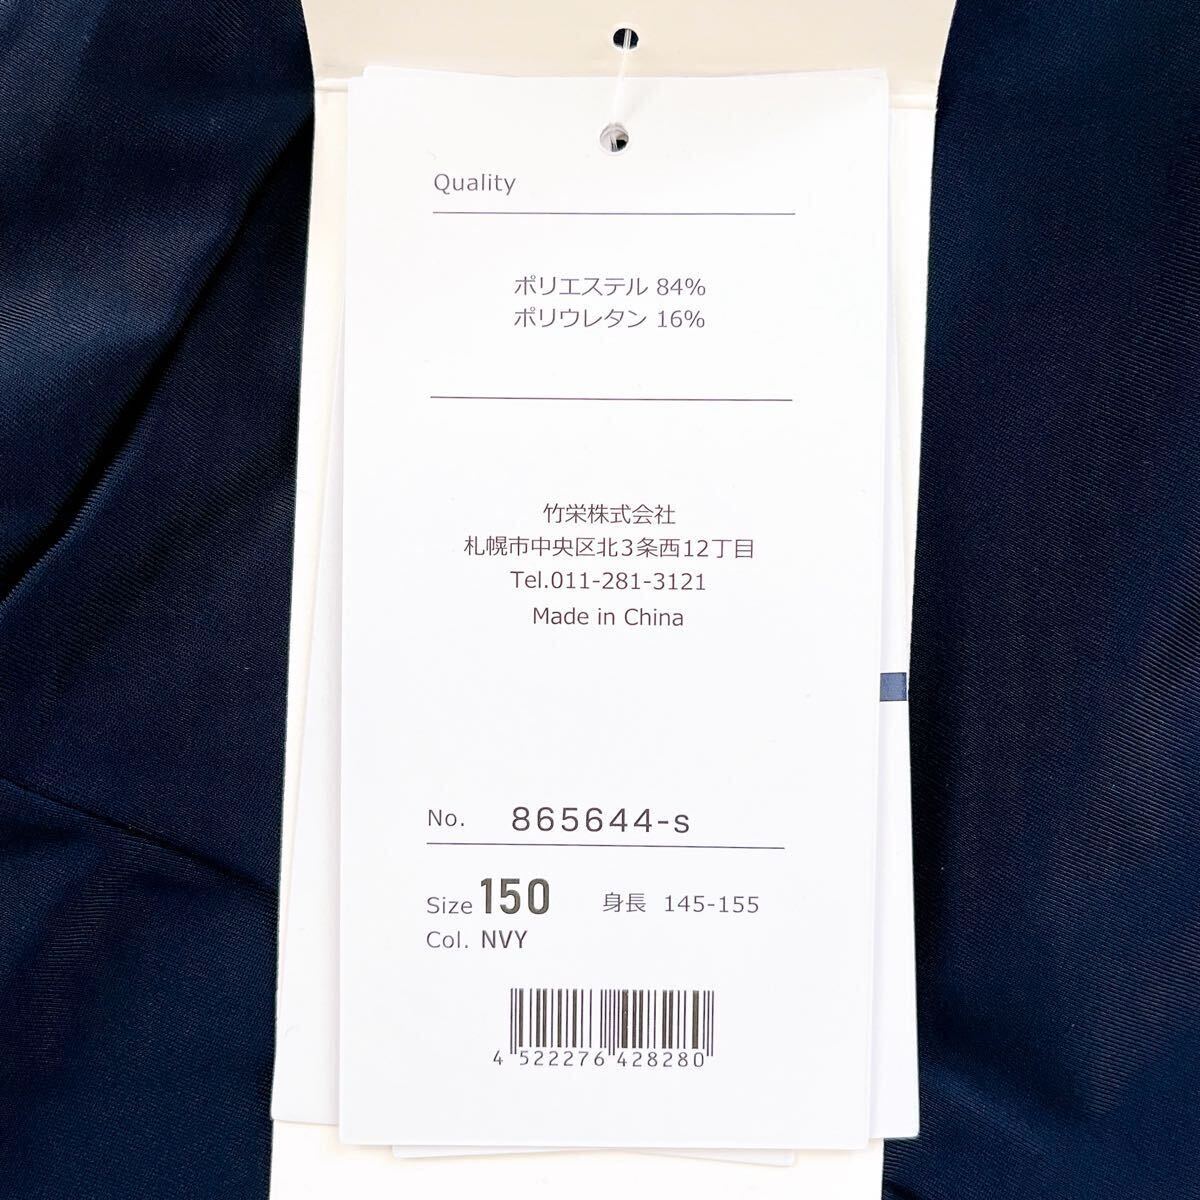 Quality
ポリエステル 84%
ポリウレタン 16%
竹栄株式会社
札幌市中央区北3条西12丁目
Tel.011-281-3121
Made in China
No. 865644-s
Size 150 身長 145-155
Col. NVY
4 522276 428280